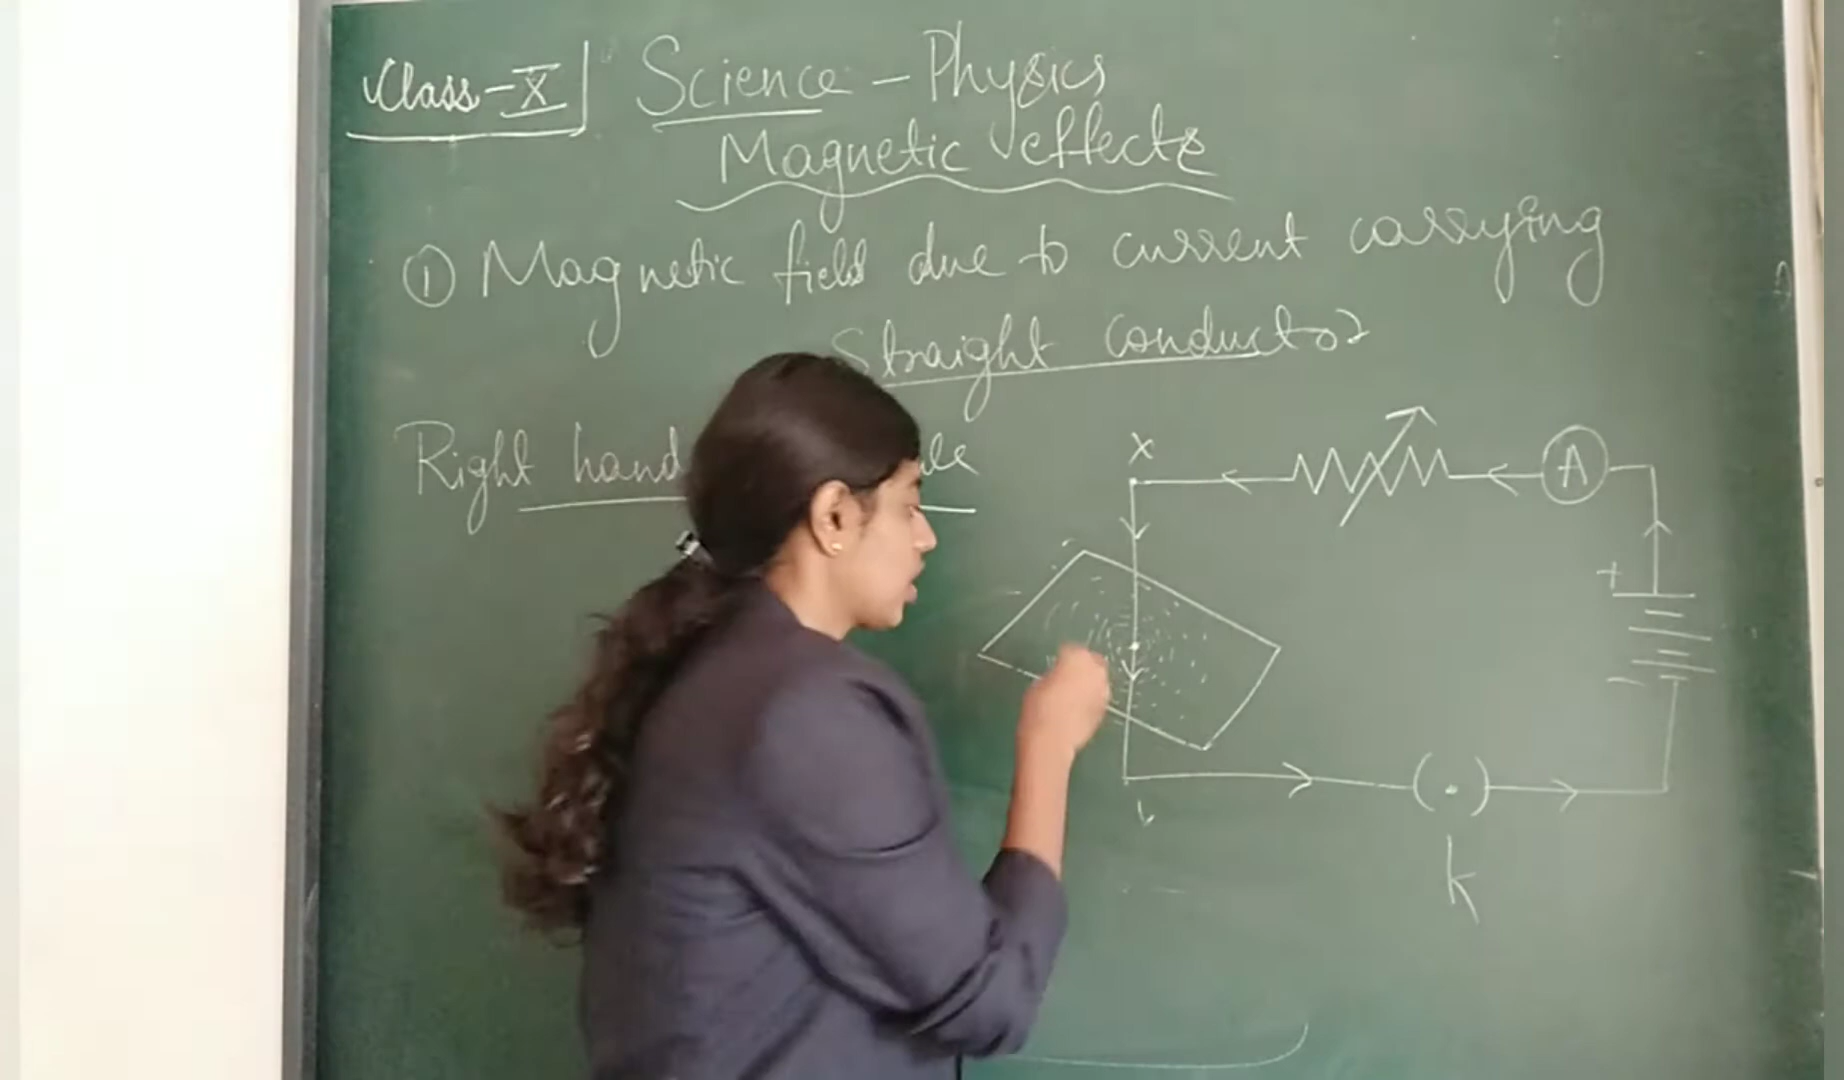 Class-X Science - Physics
Magnetic effects
① Magnetic field due to current carrying
Straight conductor
Right hand
X
A
+
-
(.)
K